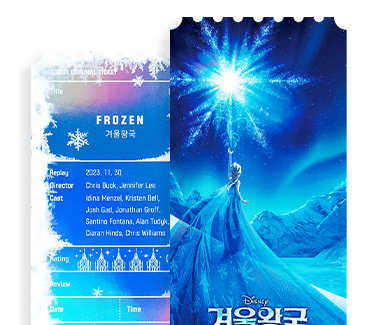 ORIGINAL TICKET
Title
FROZEN
겨울왕국
Replay 2023. 11. 30.
Director Chris Buck, Jennifer Lee
Cast Idina Menzel, Kristen Bell,
Josh Gad, Jonathan Groff,
Santino Fontana, Alan Tudyk,
Ciaran Hinds, Chris Williams
Rating
Review
Date Time
DISNEY
겨울왕국